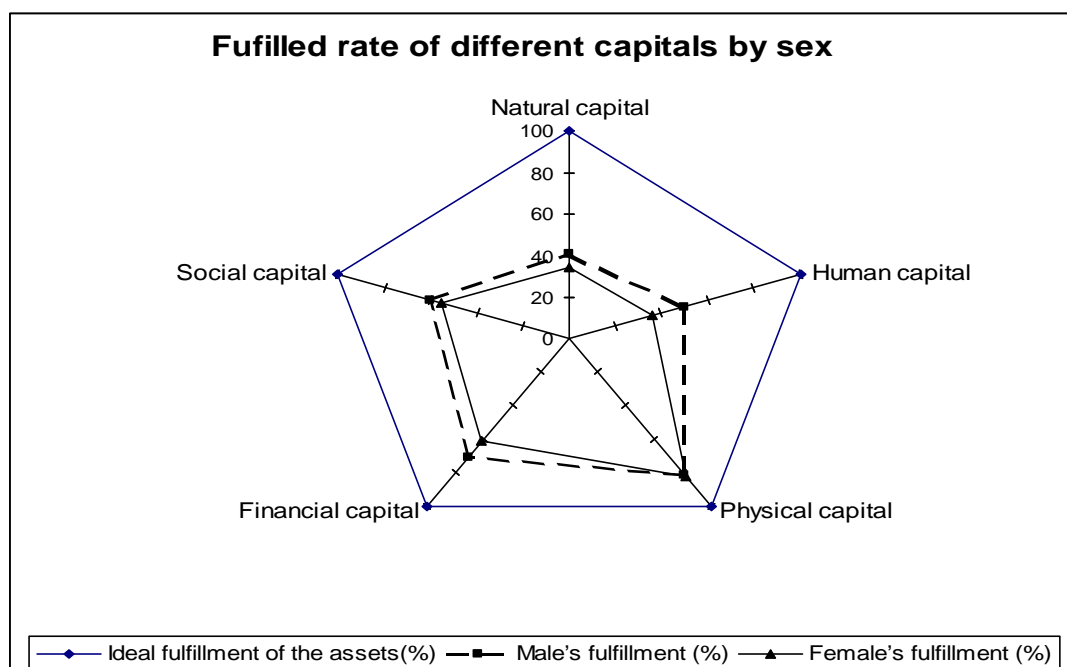 Fufilled rate of different capitals by sex
Natural capital
100
80
60
40
20
0
Social capital
Human capital
Financial capital
Physical capital
Ideal fulfillment of the assets(%)
Male’s fulfillment (%)
Female’s fulfillment (%)